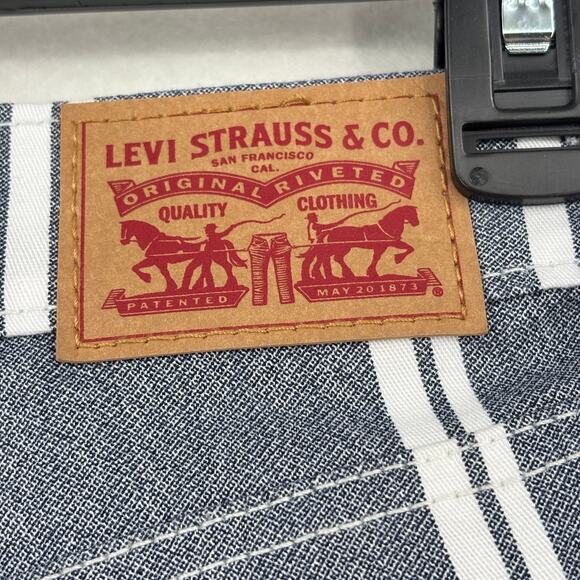 LEVI STRAUSS & CO.
SAN FRANCISCO
CAL.
ORIGINAL RIVETED
QUALITY CLOTHING
PATENTED MAY 20 1873 ®